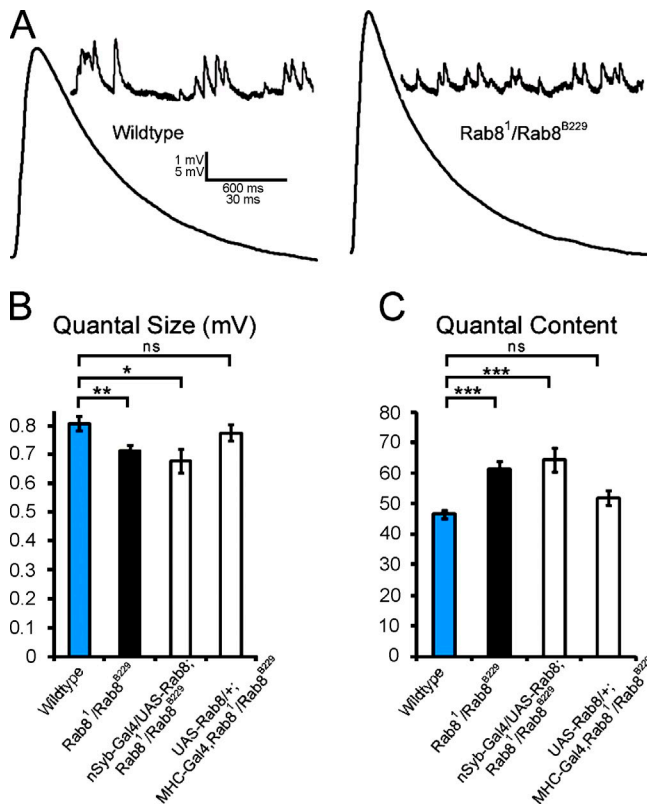 A
Wildtype
1 mV
5 mV
600 ms
30 ms
Rab8¹/Rab8ᴮ²²⁹
B
Quantal Size (mV)
ns
*
**
0.8
0.7
0.6
0.5
0.4
0.3
0.2
0.1
0
Wildtype
Rab8¹/Rab8ᴮ²²⁹
nSyb-Gal4/UAS-Rab8;
Rab8¹/Rab8ᴮ²²⁹
UAS-Rab8/+;
MHC-Gal4,Rab8¹/Rab8ᴮ²²⁹
C
Quantal Content
ns
***
***
80
70
60
50
40
30
20
10
0
Wildtype
Rab8¹/Rab8ᴮ²²⁹
nSyb-Gal4/UAS-Rab8;
Rab8¹/Rab8ᴮ²²⁹
UAS-Rab8/+;
MHC-Gal4,Rab8¹/Rab8ᴮ²²⁹